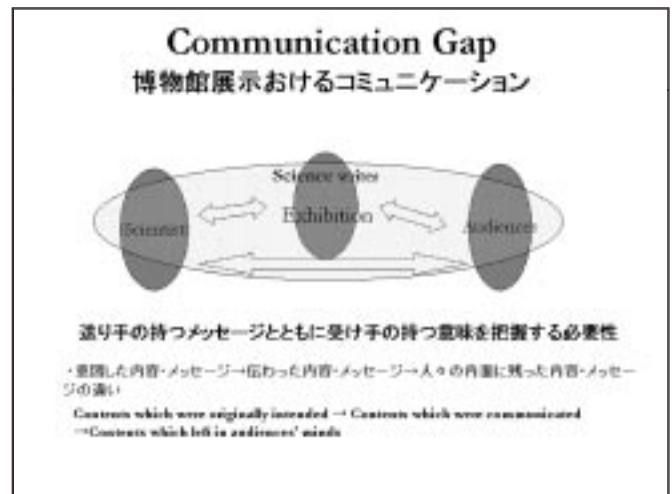 Communication Gap
博物館展示おけるコミュニケーション
Science writer
Scientist
Exhibition
Audiences
送り手の持つメッセージとともに受け手の持つ意味を把握する必要性
・意図した内容・メッセージ→伝わった内容・メッセージ→人々の内面に残った内容・メッセー
ジの違い
Contents which were originally intended → Contents which were communicated
→Contents which left in audiences' minds